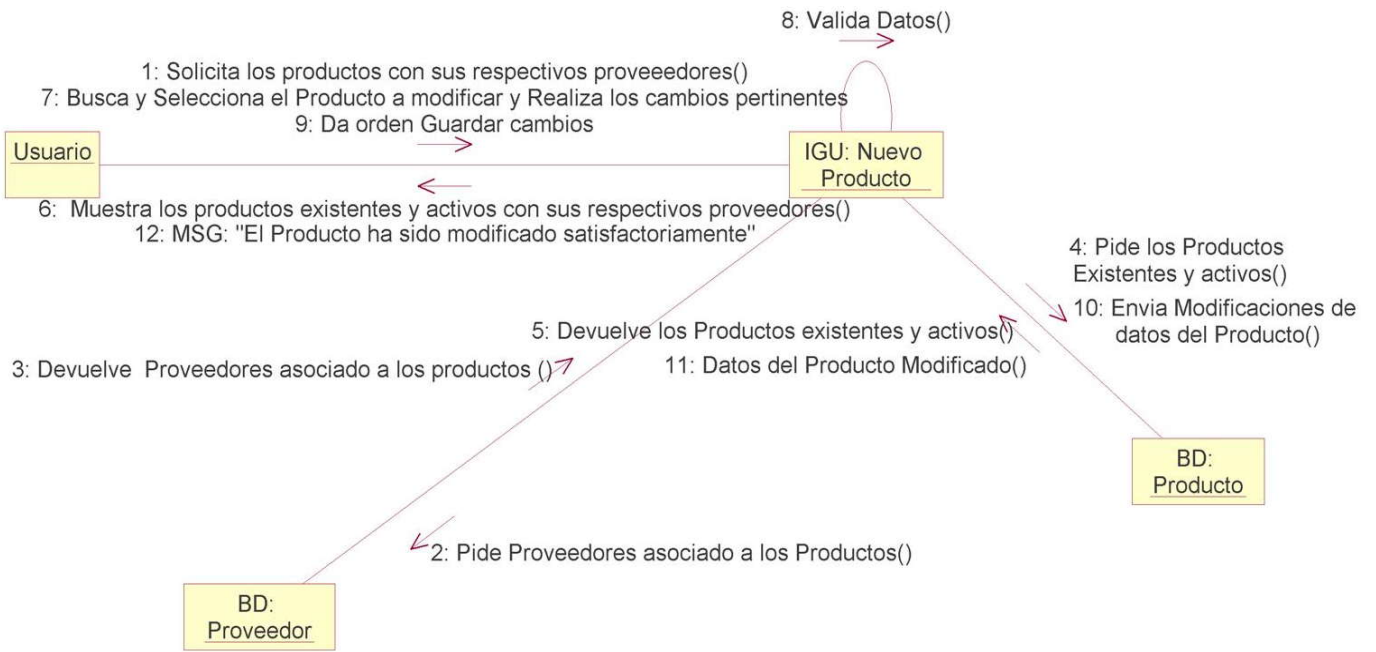 8: Valida Datos()
1: Solicita los productos con sus respectivos proveeedores()
7: Busca y Selecciona el Producto a modificar y Realiza los cambios pertinentes
9: Da orden Guardar cambios
Usuario
IGU: Nuevo
Producto
6: Muestra los productos existentes y activos con sus respectivos proveedores()
12: MSG: "El Producto ha sido modificado satisfactoriamente"
4: Pide los Productos
Existentes y activos()
10: Envia Modificaciones de
datos del Producto()
5: Devuelve los Productos existentes y activos()
11: Datos del Producto Modificado()
3: Devuelve Proveedores asociado a los productos ()
BD:
Producto
2: Pide Proveedores asociado a los Productos()
BD:
Proveedor